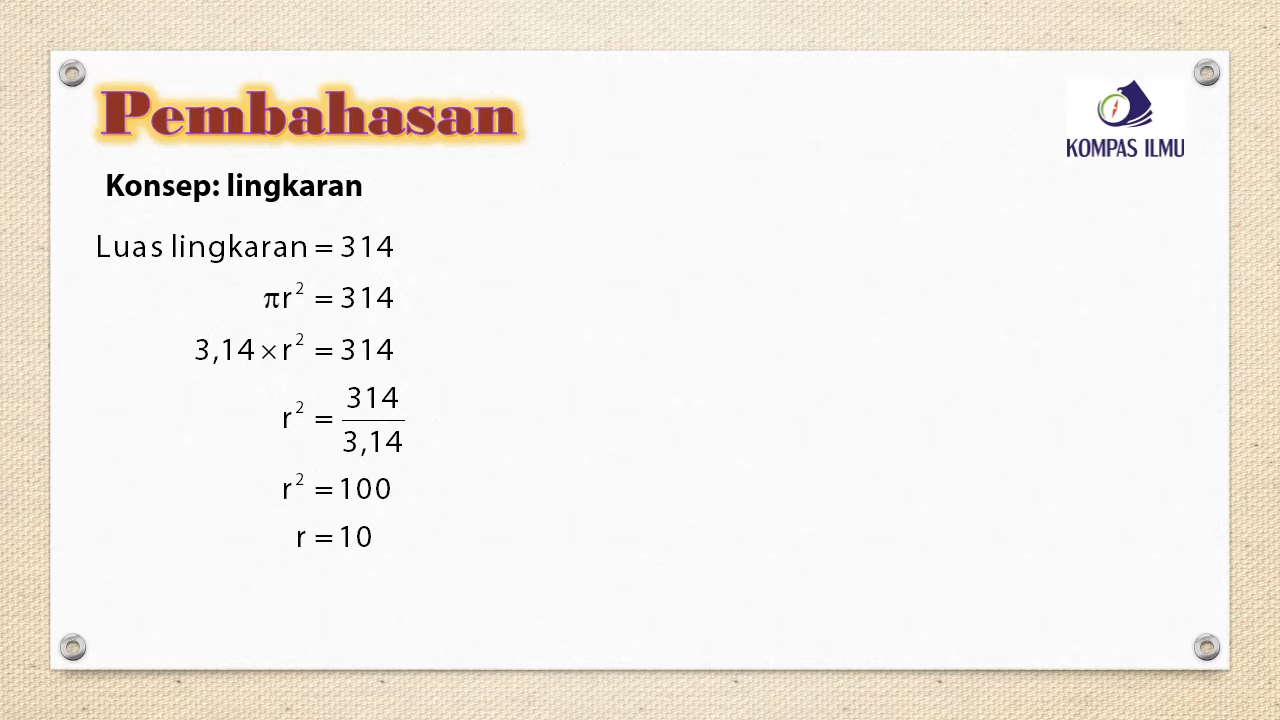 Pembahasan
KOMPAS ILMU
Konsep: lingkaran
Luas lingkaran = 314
πr² = 314
3,14 × r² = 314
r² = 314/3,14
r² = 100
r = 10